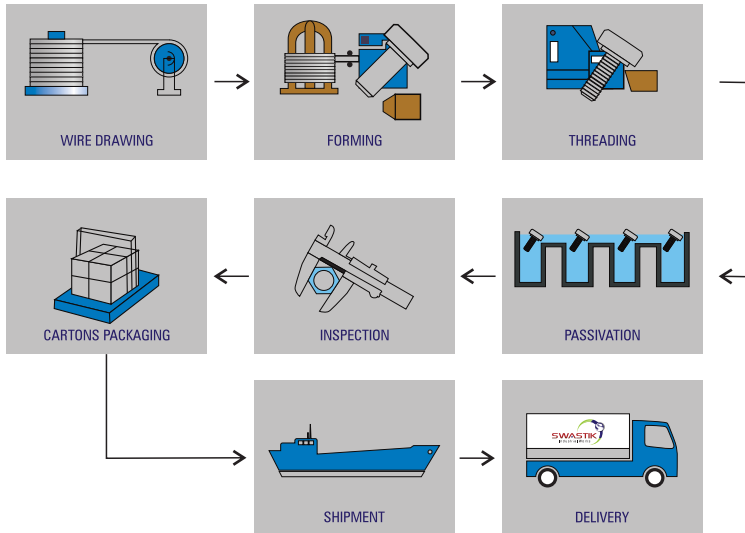 WIRE DRAWING
FORMING
THREADING
CARTONS PACKAGING
INSPECTION
PASSIVATION
SHIPMENT
SWASTIK
DELIVERY